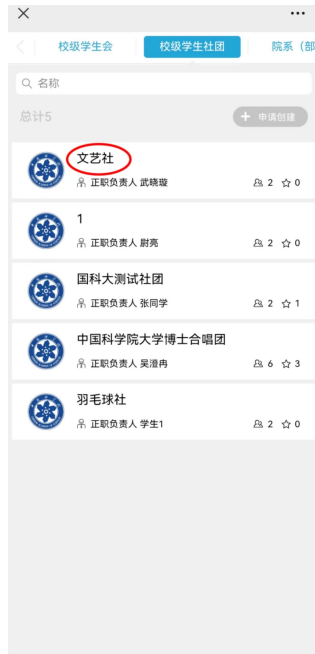 校级学生会 校级学生社团 院系（部
名称
总计5 + 申请创建
文艺社
正职负责人 武晓璇 2 0
1
正职负责人 尉亮 2 0
国科大测试社团
正职负责人 张同学 2 1
中国科学院大学博士合唱团
正职负责人 吴澄冉 6 3
羽毛球社
正职负责人 学生1 2 0